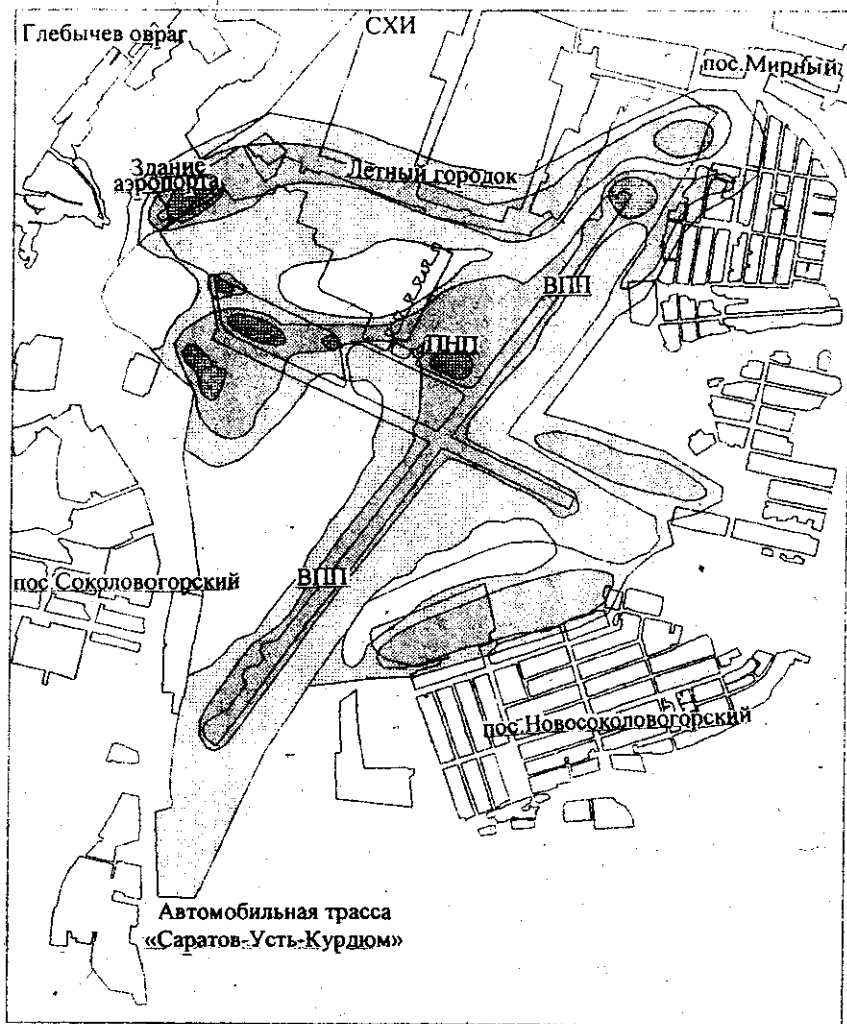 Глебычев овраг
СХИ
пос.Мирный
Здание
аэропорта
Лётный городок
ВПП
ПНП
ВПП
пос.Соколовогорский
пос.Новосоколовогорский
Автомобильная трасса
«Саратов-Усть-Курдюм»